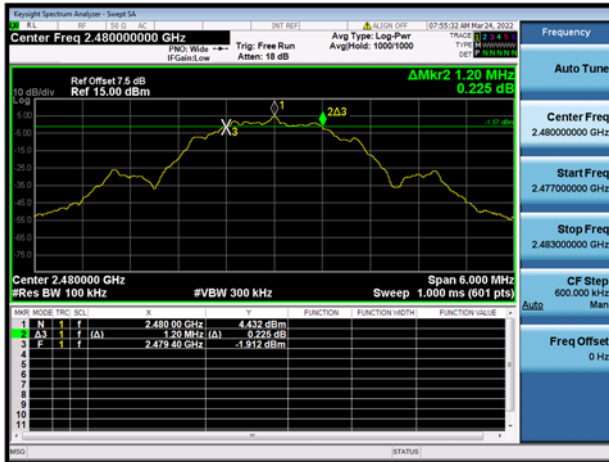 Keysight Spectrum Analyzer - Swept SA
RL RF 50 Ω AC INT REF ALIGN OFF 07:55:32 AM Mar 24, 2022
Center Freq 2.480000000 GHz
PNO: Wide
IFGain:Low
Trig: Free Run
Atten: 18 dB
Avg Type: Log-Pwr
Avg|Hold: 1000/1000
TRACE 1 2 3 4 5 6
TYPE M W W W W W
DET P N N N N N
Ref Offset 7.5 dB
Ref 15.00 dBm
ΔMkr2 1.20 MHz
0.225 dB
10 dB/div
Log
5.00
-5.00
-15.0
-25.0
-35.0
-45.0
-55.0
-65.0
-75.0
1
2Δ3
3
-1.57 dBm
Center 2.480000 GHz
#Res BW 100 kHz
#VBW 300 kHz
Span 6.000 MHz
Sweep 1.000 ms (601 pts)
MKR MODE TRC SCL X Y FUNCTION FUNCTION WIDTH FUNCTION VALUE
1 N 1 f 2.480 00 GHz 4.432 dBm
2 Δ3 1 f (Δ) 1.20 MHz (Δ) 0.225 dB
3 F 1 f 2.479 40 GHz -1.912 dBm
4
5
6
7
8
9
10
11
MSG
STATUS
Frequency
Auto Tune
Center Freq
2.480000000 GHz
Start Freq
2.477000000 GHz
Stop Freq
2.483000000 GHz
CF Step
600.000 kHz
Auto Man
Freq Offset
0 Hz